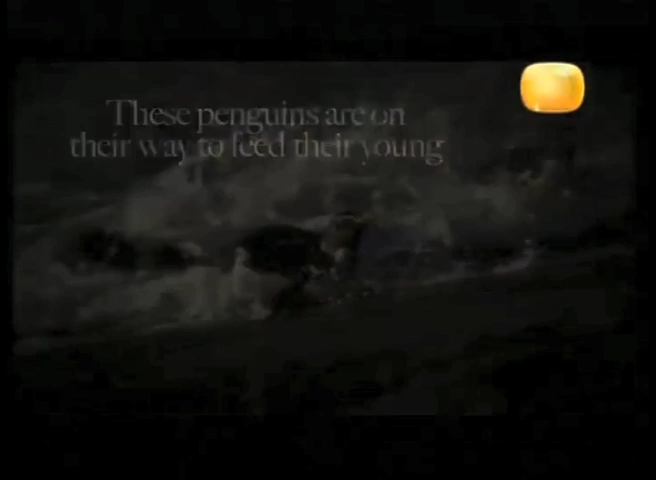 These penguins are on
their way to feed their young